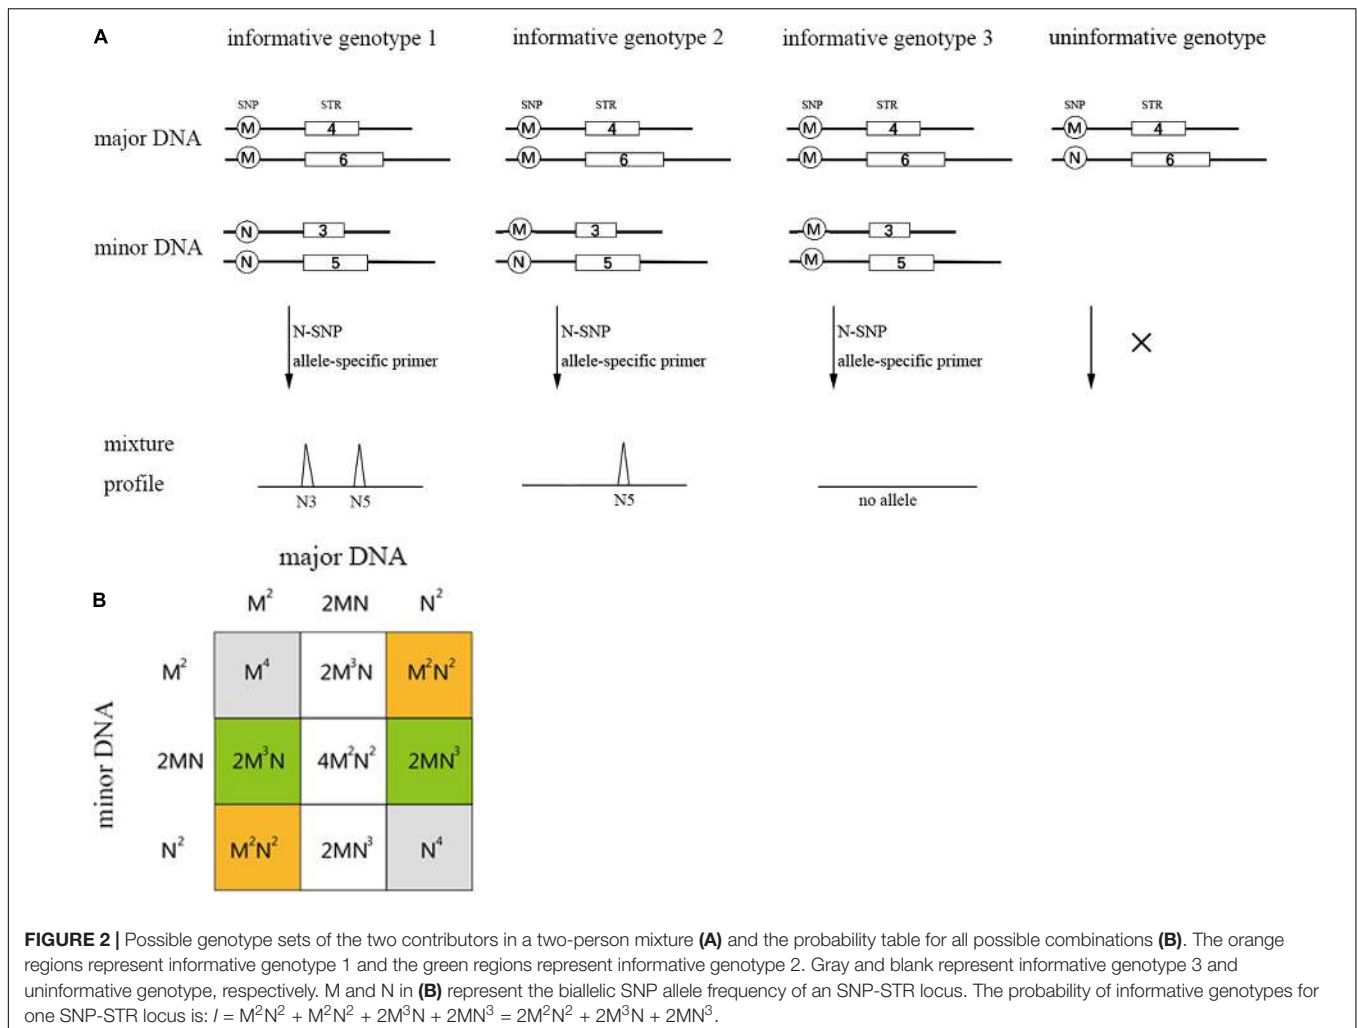 A
informative genotype 1 informative genotype 2 informative genotype 3 uninformative genotype
SNP STR SNP STR SNP STR SNP STR
major DNA
M 4 M 4 M 4 M 4
M 6 M 6 M 6 N 6
minor DNA
N 3 M 3 M 3
N 5 N 5 M 5
N-SNP N-SNP N-SNP
allele-specific primer allele-specific primer allele-specific primer
×
mixture
profile
N3 N5 N5 no allele
major DNA
B
M² 2MN N²
minor DNA
M² M⁴ 2M³N M²N²
2MN 2M³N 4M²N² 2MN³
N² M²N² 2MN³ N⁴
FIGURE 2 | Possible genotype sets of the two contributors in a two-person mixture (A) and the probability table for all possible combinations (B). The orange
regions represent informative genotype 1 and the green regions represent informative genotype 2. Gray and blank represent informative genotype 3 and
uninformative genotype, respectively. M and N in (B) represent the biallelic SNP allele frequency of an SNP-STR locus. The probability of informative genotypes for
one SNP-STR locus is: I = M²N² + M²N² + 2M³N + 2MN³ = 2M²N² + 2M³N + 2MN³.